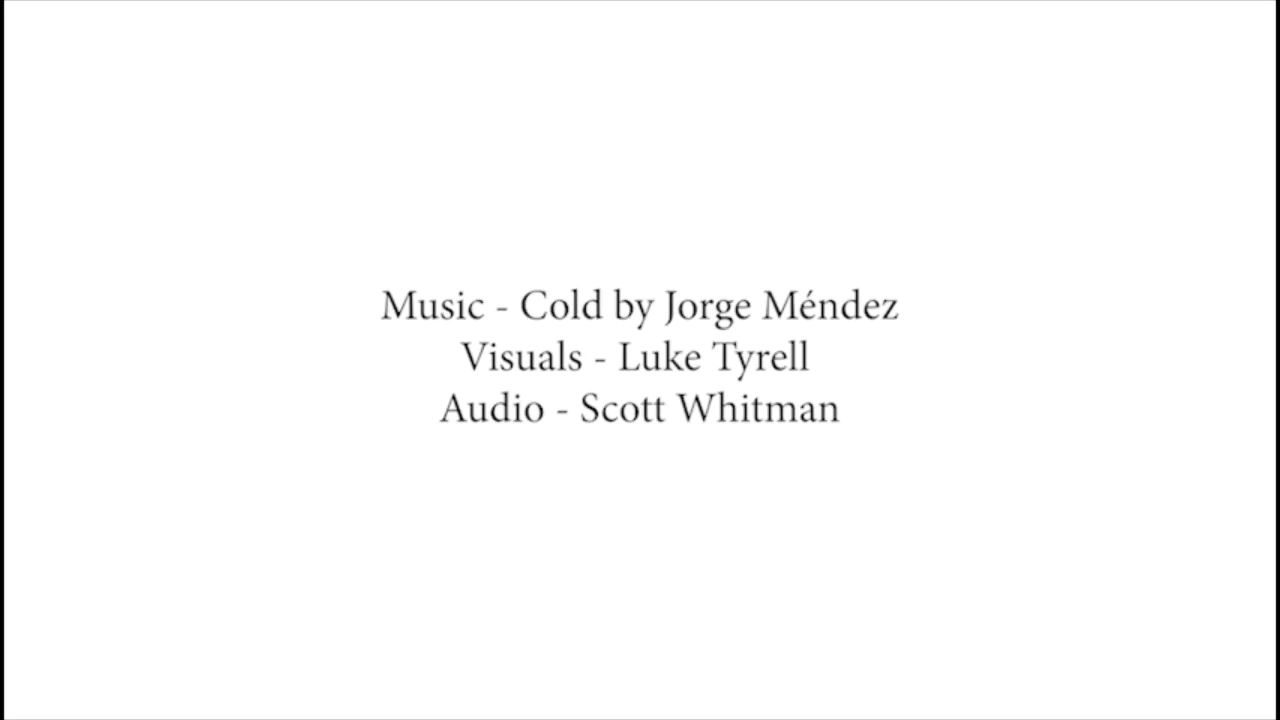 Music - Cold by Jorge Méndez
Visuals - Luke Tyrell
Audio - Scott Whitman